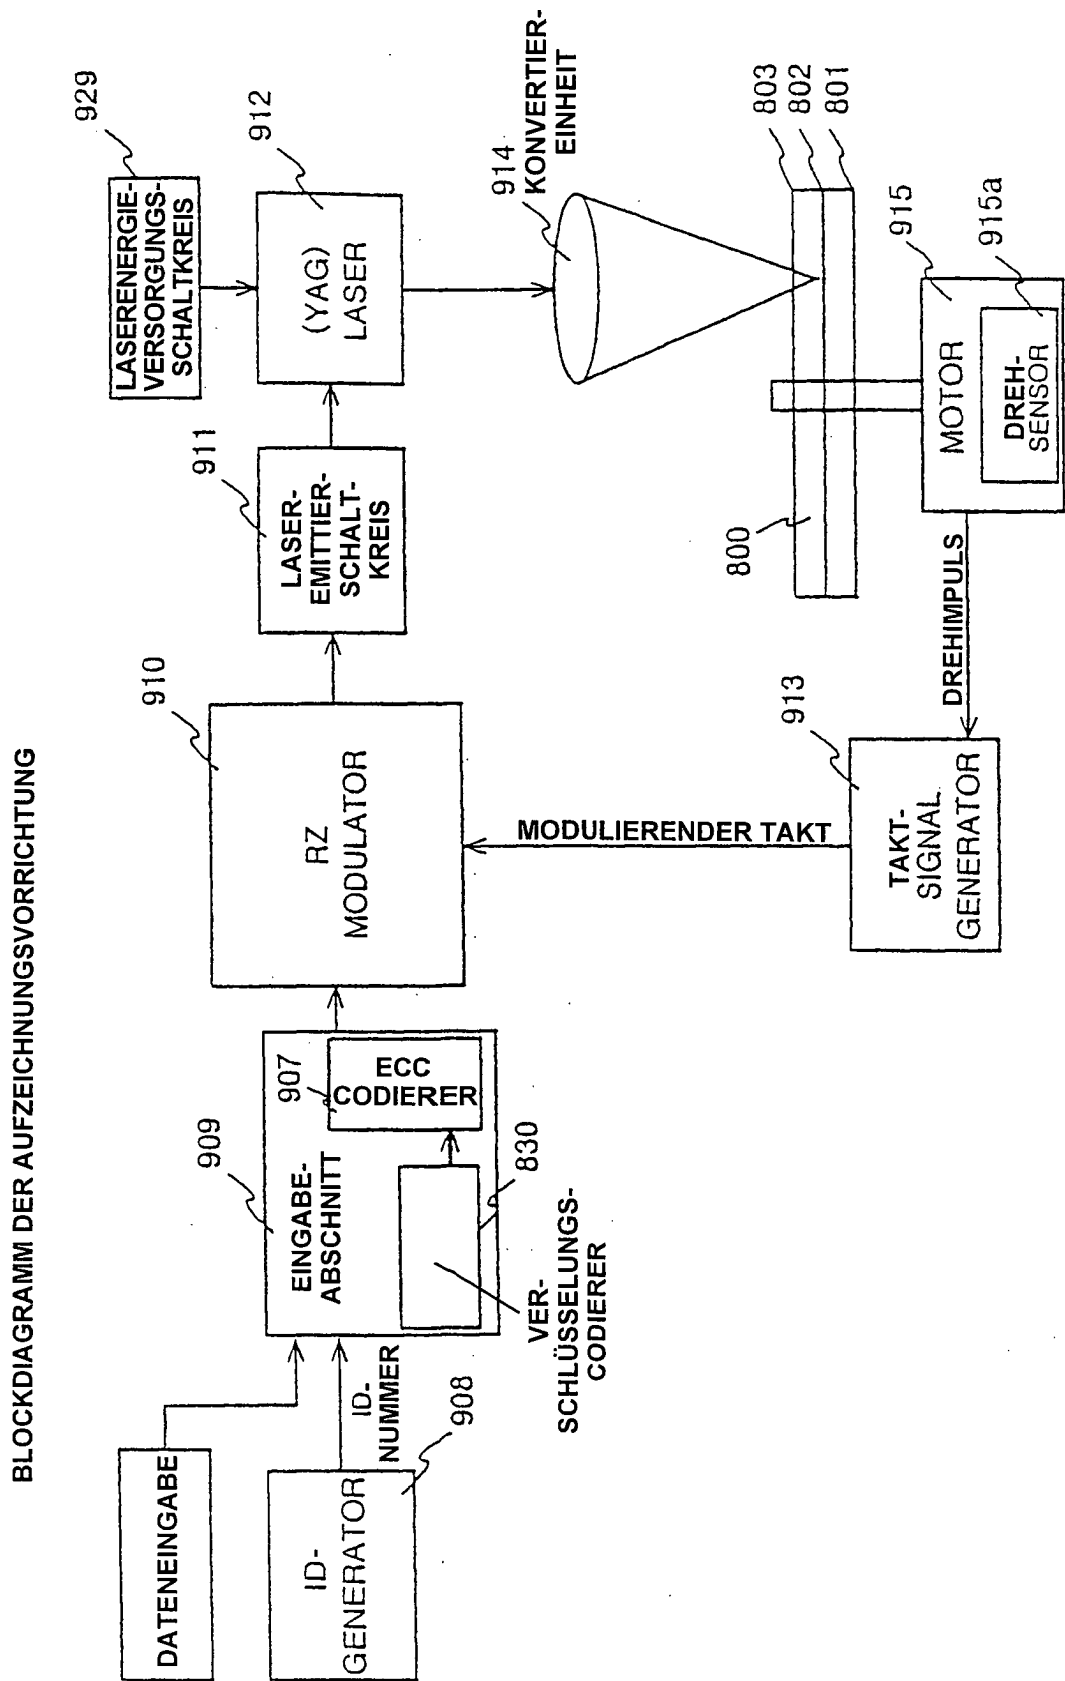 BLOCKDIAGRAMM DER AUFZEICHNUNGSVORRICHTUNG
DATENEINGABE
ID-
GENERATOR
908
ID-
NUMMER
909
EINGABE-
ABSCHNITT
907
ECC
CODIERER
830
VER-
SCHLÜSSELUNGS-
CODIERER
910
RZ
MODULATOR
911
LASER-
EMITTIER-
SCHALT-
KREIS
929
LASERENERGIE-
VERSORGUNGS-
SCHALTKREIS
912
(YAG)
LASER
914
KONVERTIER-
EINHEIT
803
802
801
800
915
MOTOR
915a
DREH-
SENSOR
DREHIMPULS
913
TAKT-
SIGNAL
GENERATOR
MODULIERENDER TAKT